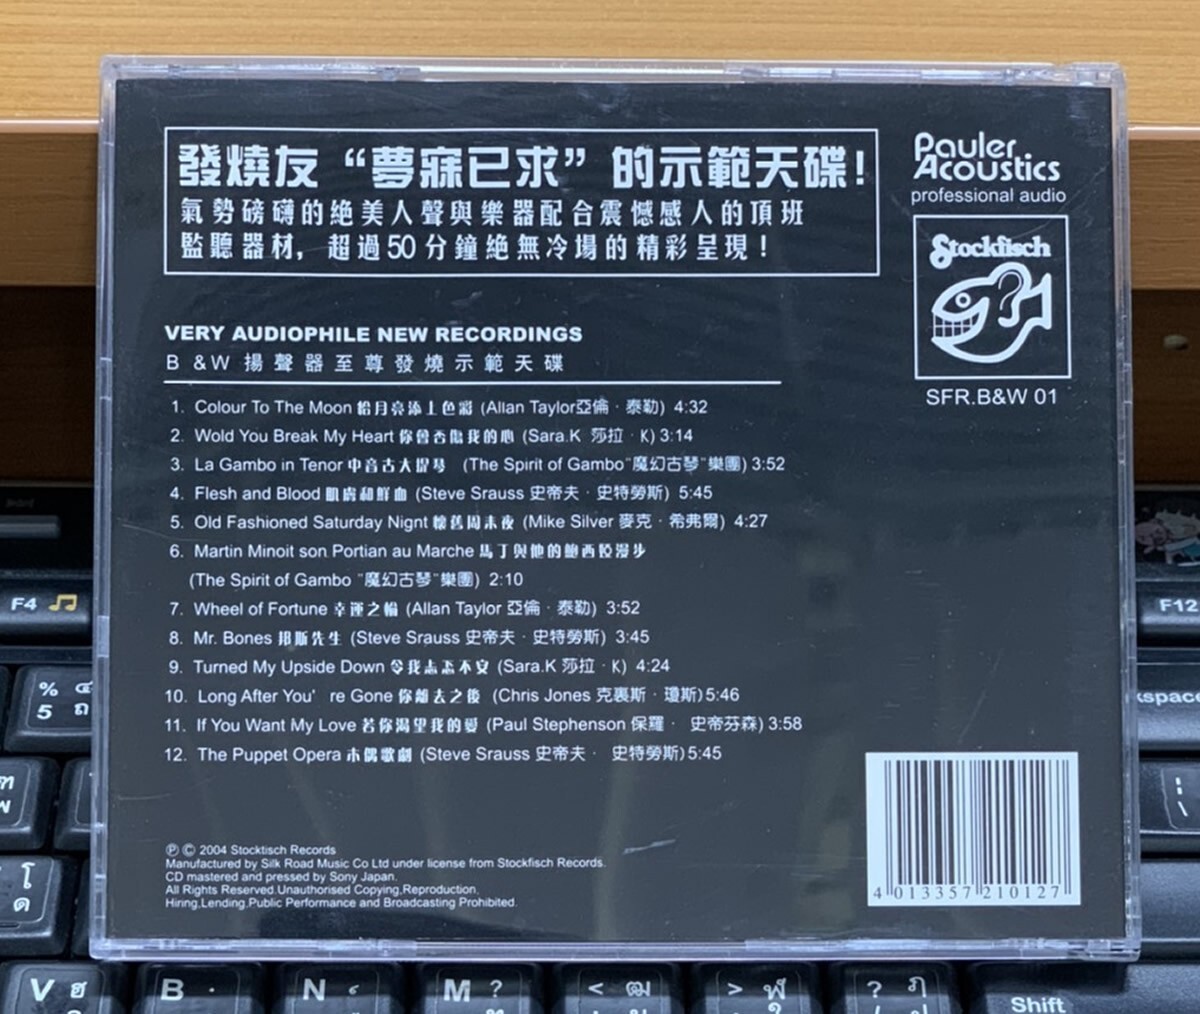 發燒友“夢寐已求”的示範天碟!
氣勢磅礡的絕美人聲與樂器配合震憾感人的頂班
監聽器材, 超過50分鐘絕無冷場的精彩呈現!
Pauler
Acoustics
professional audio
Stockfisch
SFR.B&W 01
VERY AUDIOPHILE NEW RECORDINGS
B &W 揚聲器至尊發燒示範天碟
1. Colour To The Moon 給月亮添上色彩 (Allan Taylor亞倫‧泰勒) 4:32
2. Wold You Break My Heart 你會否傷我的心 (Sara.K 莎拉‧K) 3:14
3. La Gambo in Tenor 中音古大提琴 (The Spirit of Gambo"魔幻古琴"樂團) 3:52
4. Flesh and Blood 肌膚和鮮血 (Steve Srauss 史帝夫‧史特勞斯) 5:45
5. Old Fashioned Saturday Nignt 懷舊周末夜 (Mike Silver 麥克‧希弗爾) 4:27
6. Martin Minoit son Portian au Marche 馬丁與他的鮑西婭漫步
(The Spirit of Gambo "魔幻古琴"樂團) 2:10
7. Wheel of Fortune 幸運之輪 (Allan Taylor 亞倫‧泰勒) 3:52
8. Mr. Bones 邦斯先生 (Steve Srauss 史帝夫‧史特勞斯) 3:45
9. Turned My Upside Down 令我忐忑不安 (Sara.K 莎拉‧K) 4:24
10. Long After You're Gone 你離去之後 (Chris Jones 克裏斯‧瓊斯) 5:46
11. If You Want My Love 若你渴望我的愛 (Paul Stephenson 保羅‧史帝芬森) 3:58
12. The Puppet Opera 木偶歌劇 (Steve Srauss 史帝夫‧史特勞斯) 5:45
Ⓟ © 2004 Stocktisch Records
Manufactured by Silk Road Music Co Ltd under license from Stockfisch Records.
CD mastered and pressed by Sony Japan.
All Rights Reserved.Unauthorised Copying,Reproduction.
Hiring,Lending,Public Performance and Broadcasting Prohibited.
4 013357 210127
F4
F12
%
5 ถ
kspace
โ
ด
V ฮ
B
N
M ?
< ฒ
> ฬ
? ฦ
Shift